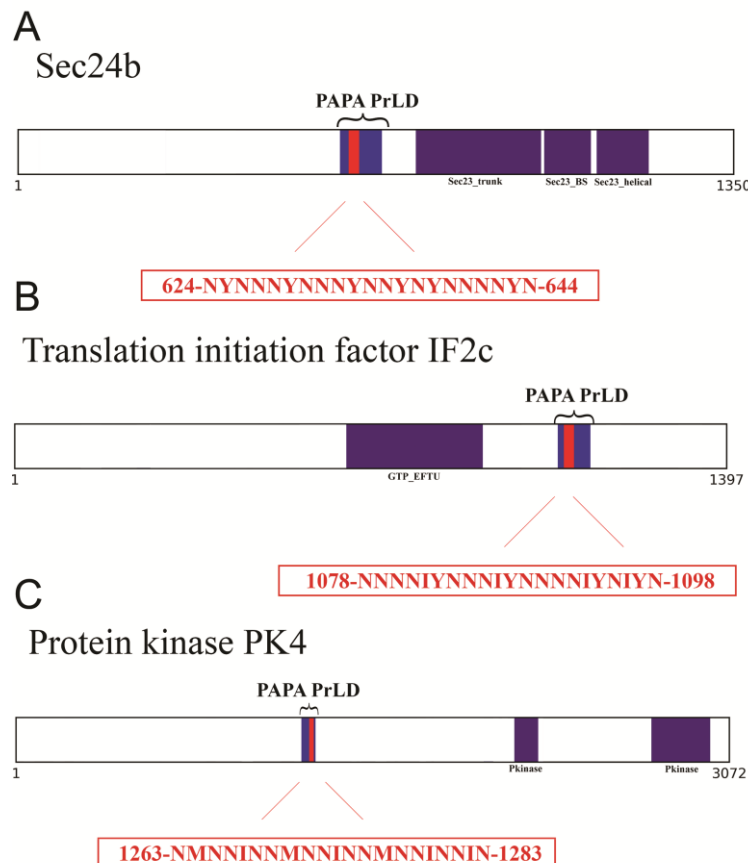 A
Sec24b
PAPA PrLD
Sec23_trunk Sec23_BS Sec23_helical
1 1350
624-NYNNNYNNNYNNYNYNNNNYN-644
B
Translation initiation factor IF2c
PAPA PrLD
GTP_EFTU
1 1397
1078-NNNNIYNNNIYNNNNIYNIYN-1098
C
Protein kinase PK4
PAPA PrLD
1 3072
Pkinase Pkinase
1263-NMNNINNMNNINNMNNINNIN-1283